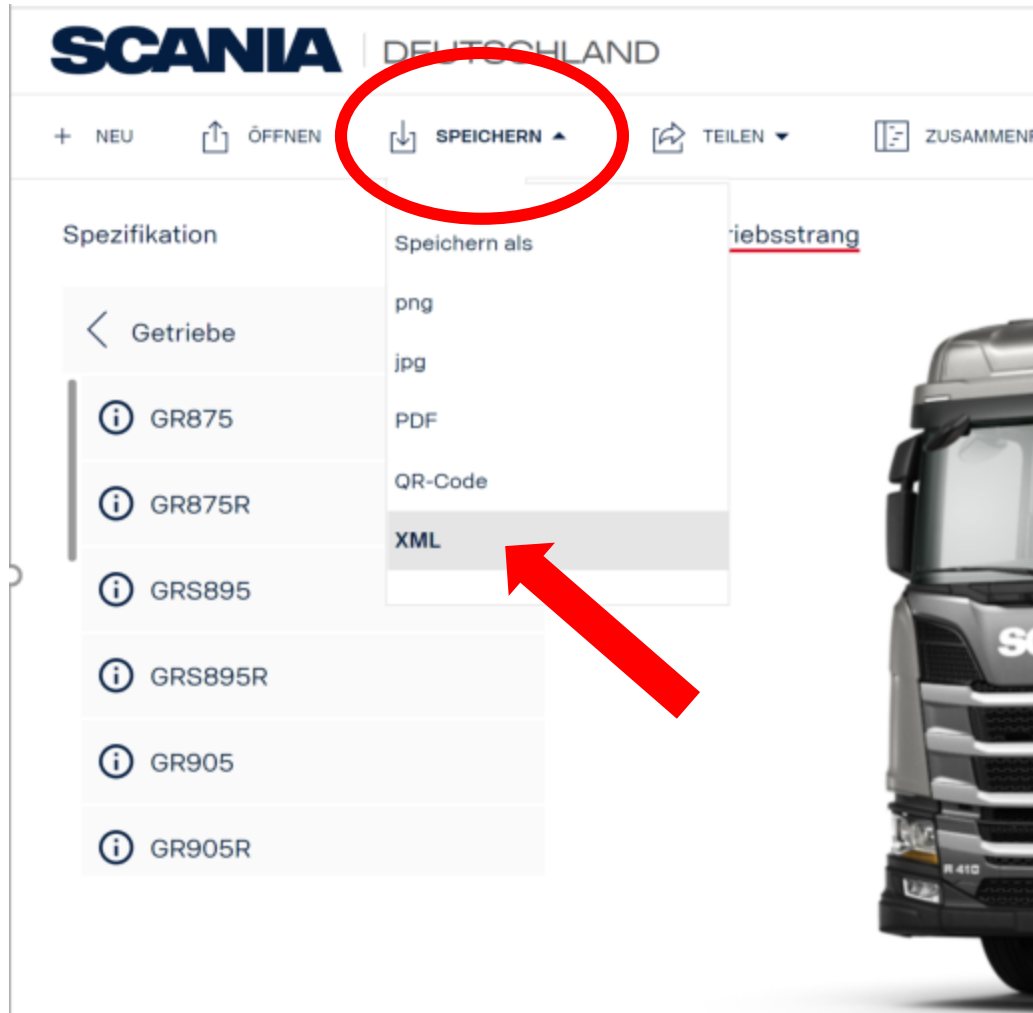 SCANIA DEUTSCHLAND
+ NEU ÖFFNEN SPEICHERN TEILEN
Spezifikation
Speichern als
png
jpg
PDF
QR-Code
XML
Getriebe
GR875
GR875R
GRS895
GRS895R
GR905
GR905R
R 410